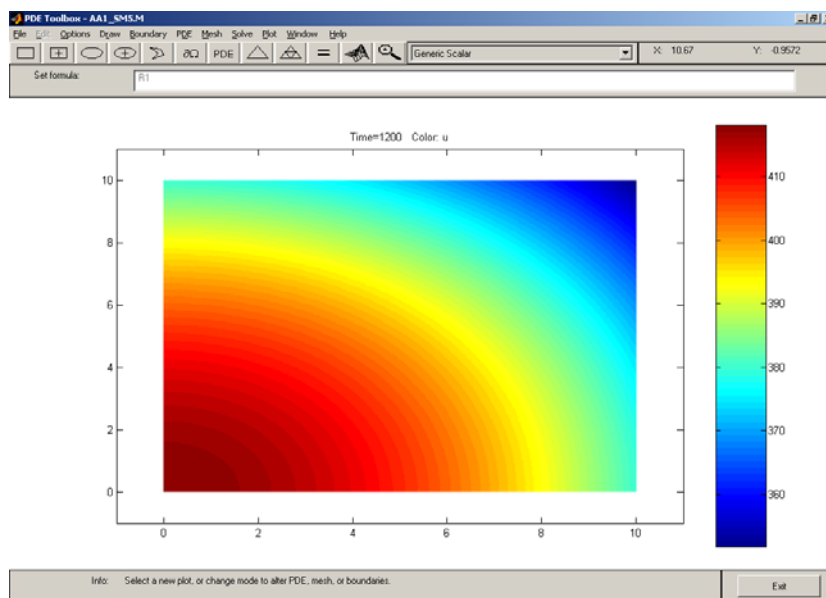 PDE Toolbox - AA1_SM5.M
File Edit Options Draw Boundary PDE Mesh Solve Plot Window Help
∂Ω PDE = Generic Scalar X: 10.67 Y: -0.9572
Set formula: R1
Time=1200 Color: u
10
8
6
4
2
0
0 2 4 6 8 10
410
400
390
380
370
360
Info: Select a new plot, or change mode to alter PDE, mesh, or boundaries.
Exit